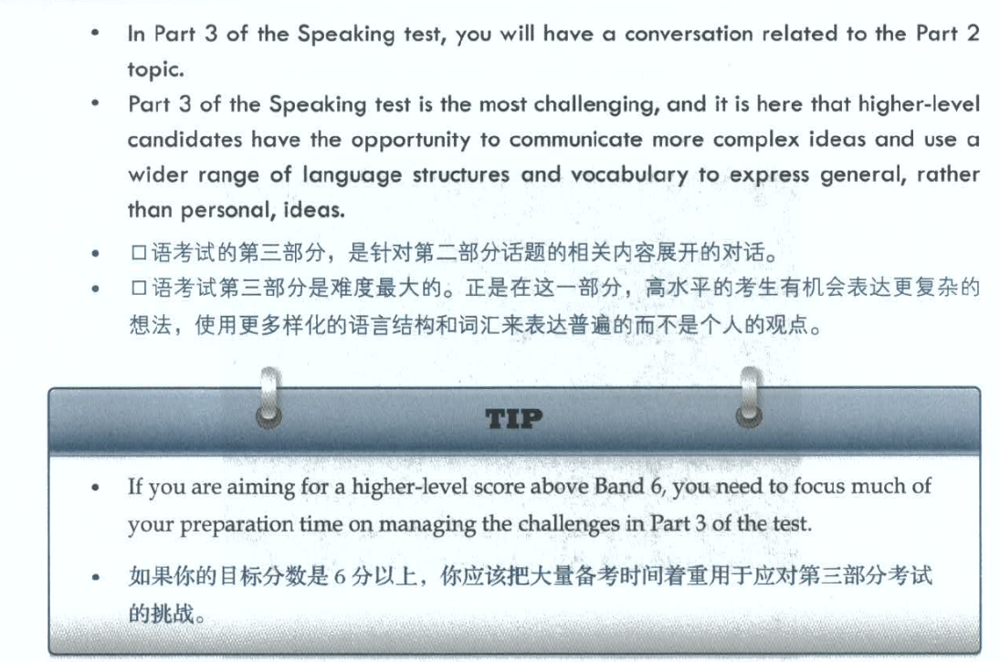 • In Part 3 of the Speaking test, you will have a conversation related to the Part 2
topic.
• Part 3 of the Speaking test is the most challenging, and it is here that higher-level
candidates have the opportunity to communicate more complex ideas and use a
wider range of language structures and vocabulary to express general, rather
than personal, ideas.
• 口语考试的第三部分，是针对第二部分话题的相关内容展开的对话。
• 口语考试第三部分是难度最大的。正是在这一部分，高水平的考生有机会表达更复杂的
想法，使用更多样化的语言结构和词汇来表达普遍的而不是个人的观点。
TIP
• If you are aiming for a higher-level score above Band 6, you need to focus much of
your preparation time on managing the challenges in Part 3 of the test.
• 如果你的目标分数是 6 分以上，你应该把大量备考时间着重用于应对第三部分考试
的挑战。